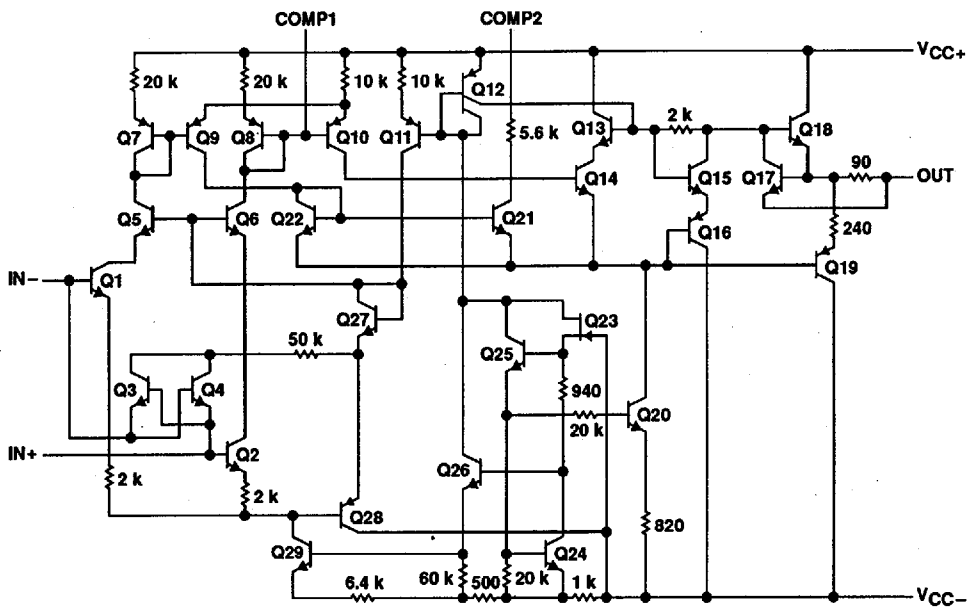 COMP1 COMP2
VCC+
20 k 20 k 10 k 10 k
Q12
2 k
Q7 Q9 Q8 Q10 Q11 5.6 k Q13 Q18
90
Q14 Q15 Q17 OUT
Q5 Q6 Q22 Q21 Q16
240
IN− Q1 Q19
Q27 Q23
50 k Q25
Q3 Q4 940
Q20
20 k
IN+ Q2 Q26
2 k 2 k
Q28 820
Q29 Q24
6.4 k 60 k 500 20 k 1 k
VCC−